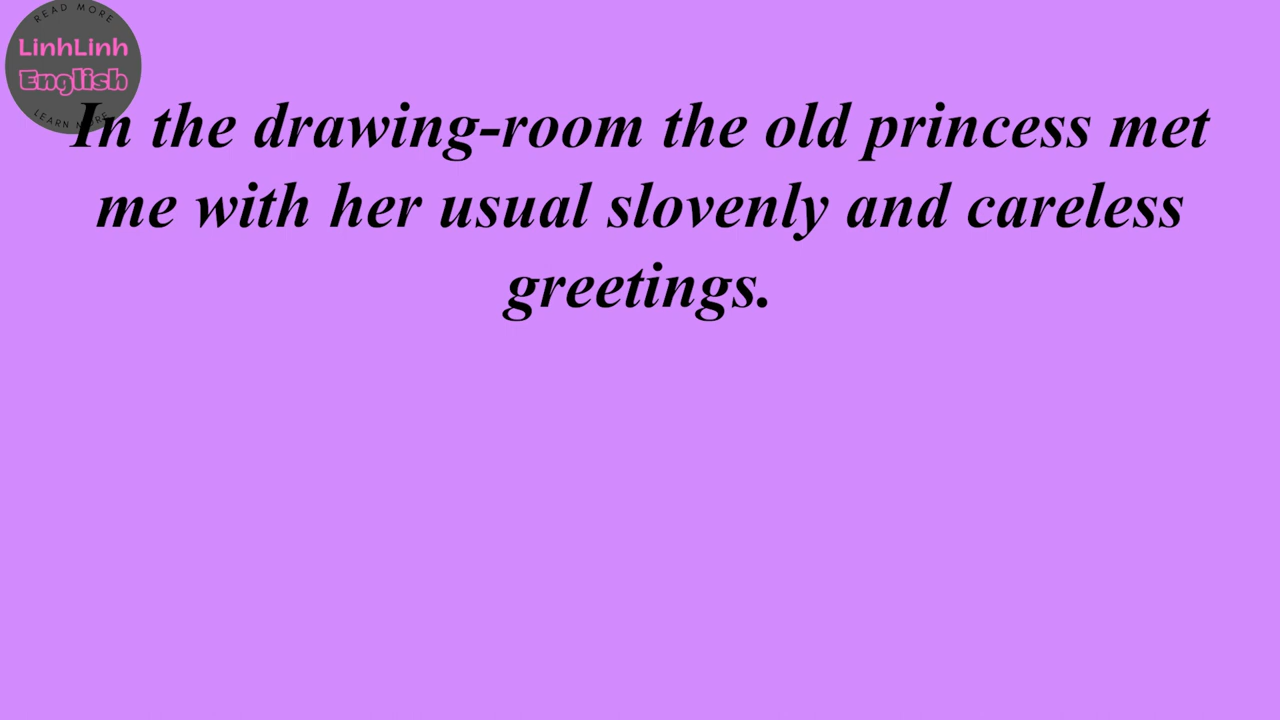 READ MORE
LinhLinh
English
LEARN MORE
In the drawing-room the old princess met
me with her usual slovenly and careless
greetings.